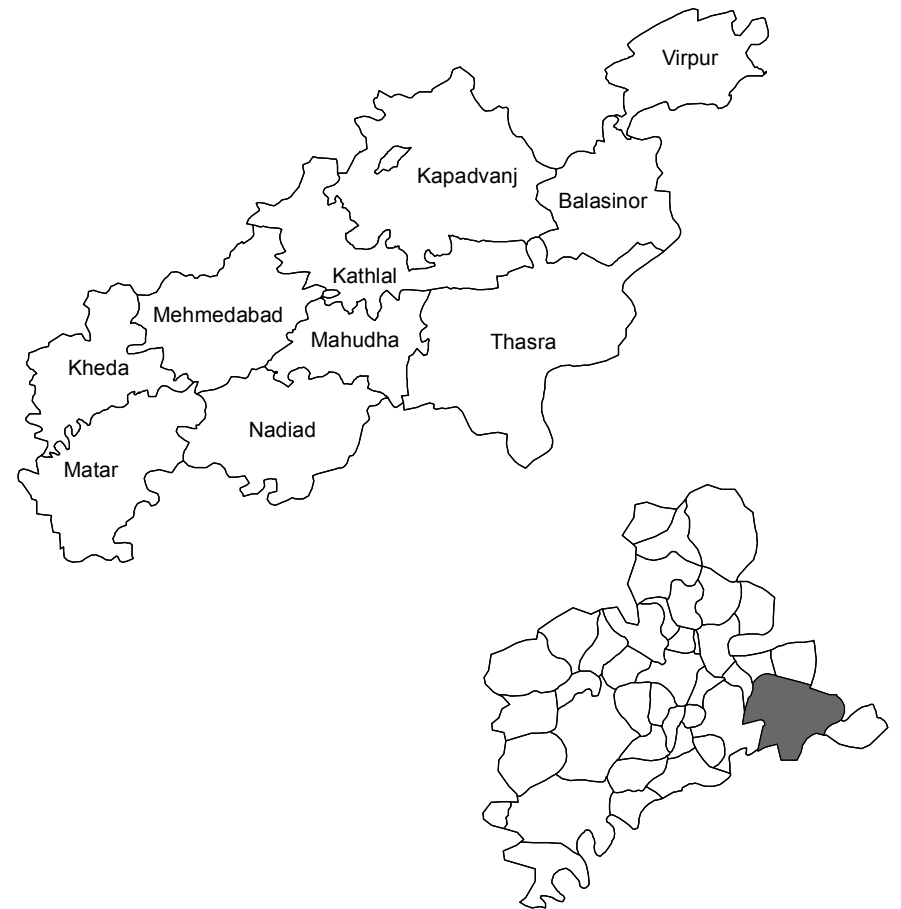 Virpur
Kapadvanj
Balasinor
Kathlal
Mehmedabad
Mahudha
Thasra
Kheda
Nadiad
Matar